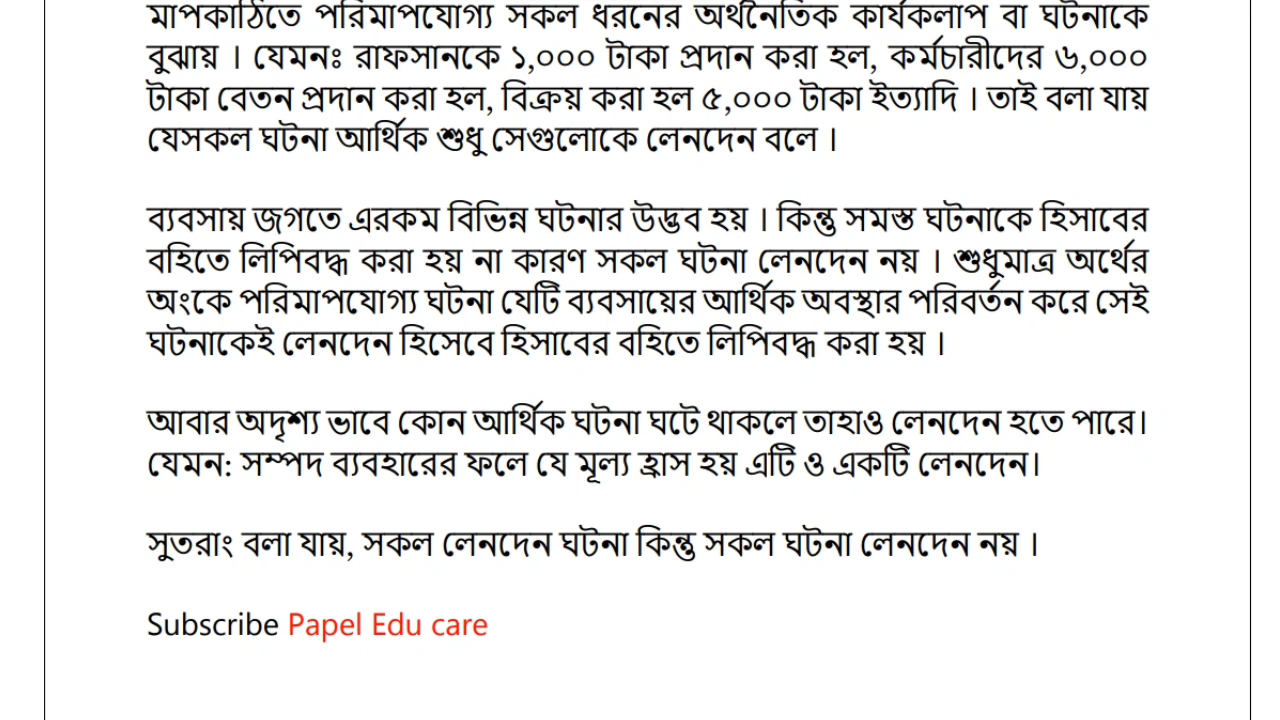 মাপকাঠিতে পরিমাপযোগ্য সকল ধরনের অর্থনৈতিক কার্যকলাপ বা ঘটনাকে
বুঝায় । যেমনঃ রাফসানকে ১,০০০ টাকা প্রদান করা হল, কর্মচারীদের ৬,০০০
টাকা বেতন প্রদান করা হল, বিক্রয় করা হল ৫,০০০ টাকা ইত্যাদি । তাই বলা যায়
যেসকল ঘটনা আর্থিক শুধু সেগুলোকে লেনদেন বলে ।
ব্যবসায় জগতে এরকম বিভিন্ন ঘটনার উদ্ভব হয় । কিন্তু সমস্ত ঘটনাকে হিসাবের
বহিতে লিপিবদ্ধ করা হয় না কারণ সকল ঘটনা লেনদেন নয় । শুধুমাত্র অর্থের
অংকে পরিমাপযোগ্য ঘটনা যেটি ব্যবসায়ের আর্থিক অবস্থার পরিবর্তন করে সেই
ঘটনাকেই লেনদেন হিসেবে হিসাবের বহিতে লিপিবদ্ধ করা হয় ।
আবার অদৃশ্য ভাবে কোন আর্থিক ঘটনা ঘটে থাকলে তাহাও লেনদেন হতে পারে।
যেমন: সম্পদ ব্যবহারের ফলে যে মূল্য হ্রাস হয় এটি ও একটি লেনদেন।
সুতরাং বলা যায়, সকল লেনদেন ঘটনা কিন্তু সকল ঘটনা লেনদেন নয় ।
Subscribe Papel Edu care